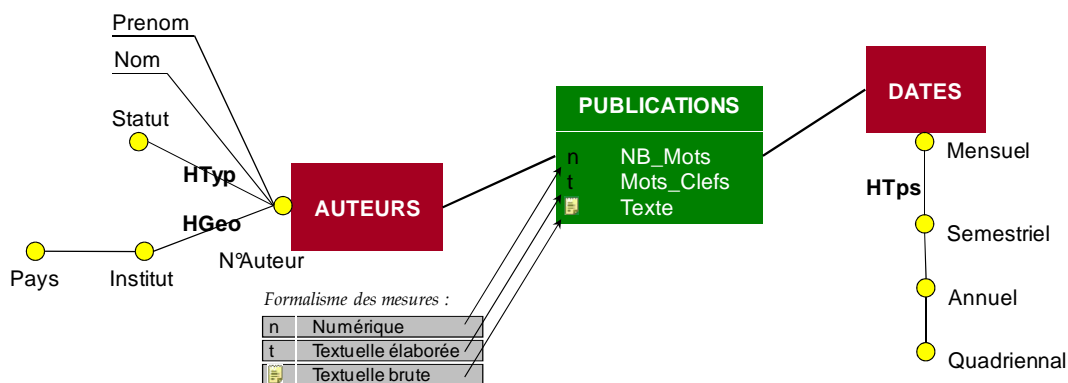 Prenom
Nom
Statut
HTyp
HGeo
N°Auteur
Pays
Institut
AUTEURS
PUBLICATIONS
n NB_Mots
t Mots_Clefs
Texte
DATES
Mensuel
HTps
Semestriel
Annuel
Quadriennal
Formalisme des mesures :
n Numérique
t Textuelle élaborée
Textuelle brute